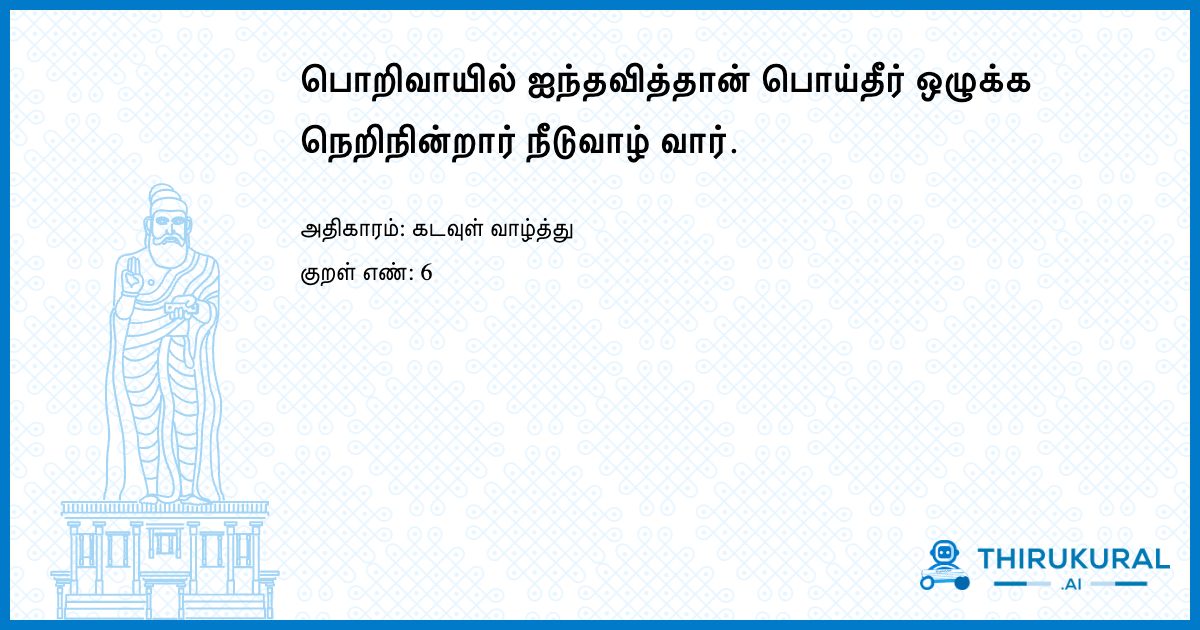 பொறிவாயில் ஐந்தவித்தான் பொய்தீர் ஒழுக்க
நெறிநின்றார் நீடுவாழ் வார்.
அதிகாரம்: கடவுள் வாழ்த்து
குறள் எண்: 6
THIRUKURAL
.AI